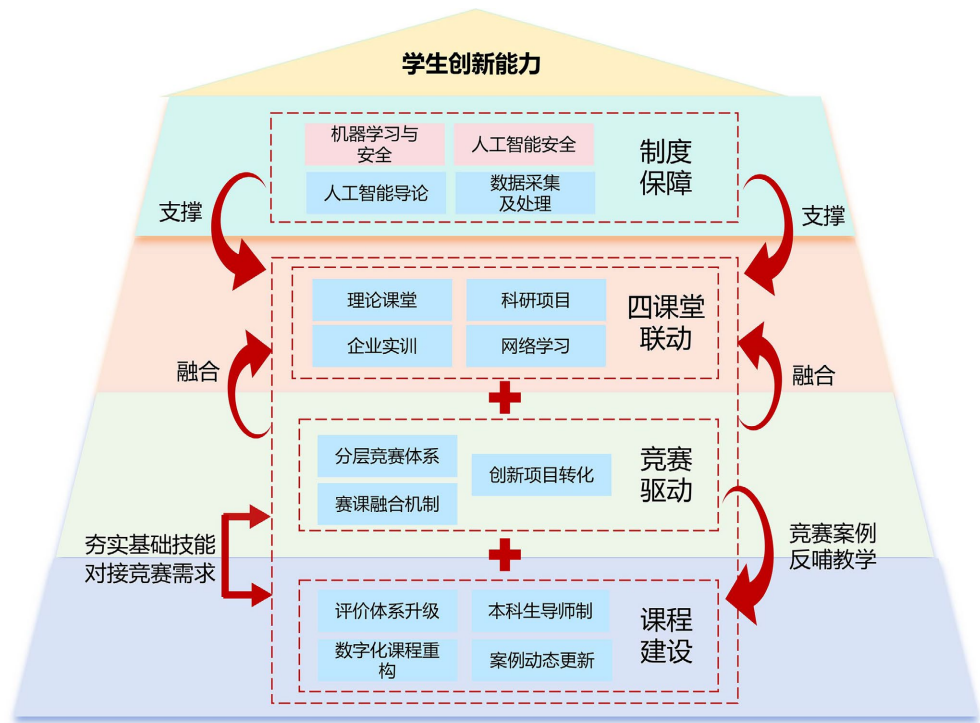 学生创新能力
机器学习与
安全
人工智能安全
人工智能导论
数据采集
及处理
制度
保障
支撑
支撑
理论课堂
科研项目
企业实训
网络学习
四课堂
联动
融合
融合
分层竞赛体系
赛课融合机制
创新项目转化
竞赛
驱动
夯实基础技能
对接竞赛需求
竞赛案例
反哺教学
评价体系升级
本科生导师制
数字化课程重
构
案例动态更新
课程
建设